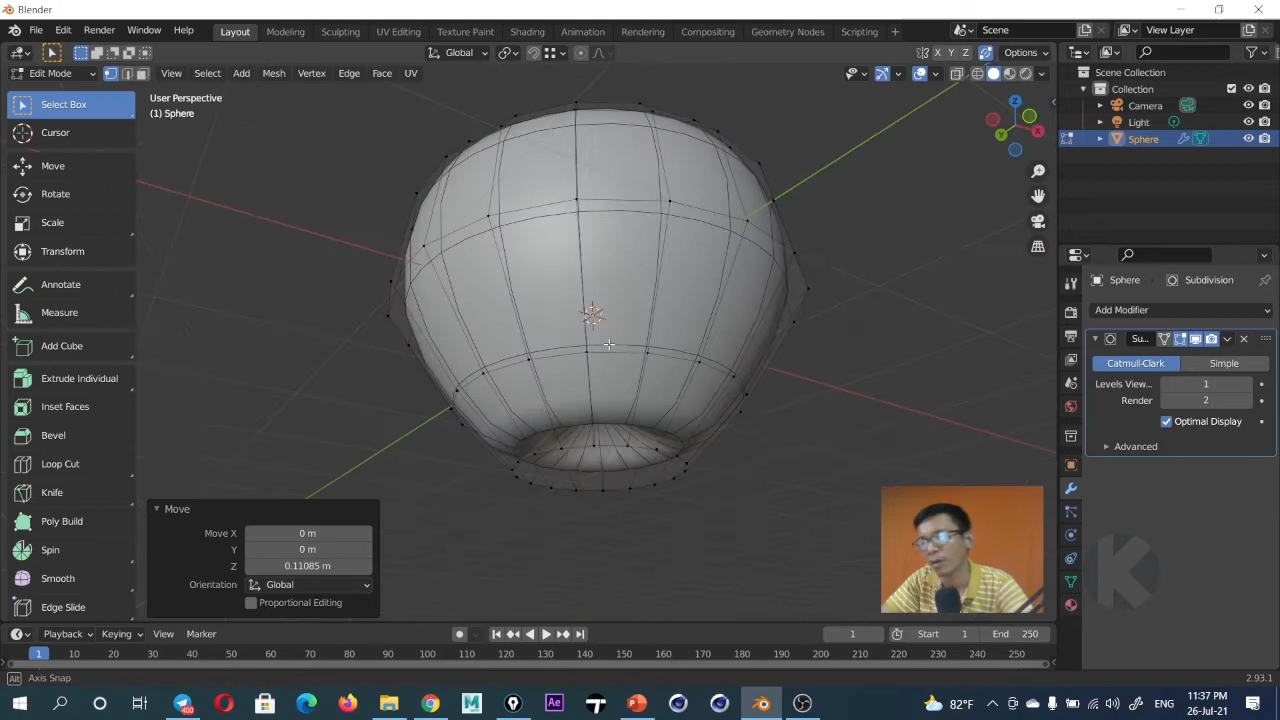 Blender
File Edit Render Window Help Layout Modeling Sculpting UV Editing Texture Paint Shading Animation Rendering Compositing Geometry Nodes Scripting + Scene View Layer
Global X Y Z Options
Edit Mode View Select Add Mesh Vertex Edge Face UV
Select Box
Cursor
Move
Rotate
Scale
Transform
Annotate
Measure
Add Cube
Extrude Individual
Inset Faces
Bevel
Loop Cut
Knife
Poly Build
Spin
Smooth
Edge Slide
User Perspective
(1) Sphere
Z
X
Y
Move
Move X 0 m
Y 0 m
Z 0.11085 m
Orientation Global
Proportional Editing
Scene Collection
Collection
Camera
Light
Sphere
Sphere Subdivision
Add Modifier
Su...
Catmull-Clark Simple
Levels View... 1
Render 2
Optimal Display
Advanced
K
Playback Keying View Marker 1 Start 1 End 250
1 10 20 30 40 50 60 70 80 90 100 110 120 130 140 150 160 170 180 190 200 210 220 230 240 250
Alt Axis Snap 2.93.1
400 Ae 82°F 11:37 PM
26-Jul-21